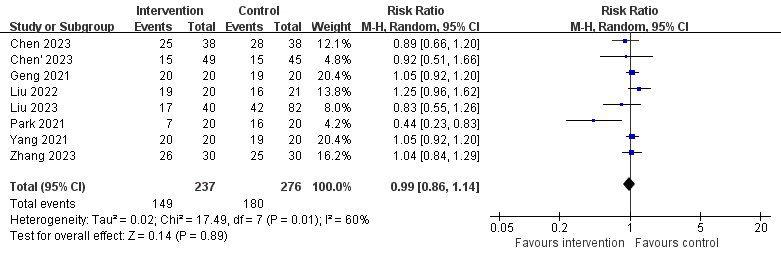 Intervention Control Risk Ratio Risk Ratio
Study or Subgroup Events Total Events Total Weight M-H, Random, 95% CI M-H, Random, 95% CI
Chen 2023 25 38 28 38 12.1% 0.89 [0.66, 1.20]
Chen' 2023 15 49 15 45 4.8% 0.92 [0.51, 1.66]
Geng 2021 20 20 19 20 20.4% 1.05 [0.92, 1.20]
Liu 2022 19 20 16 21 13.8% 1.25 [0.96, 1.62]
Liu 2023 17 40 42 82 8.0% 0.83 [0.55, 1.26]
Park 2021 7 20 16 20 4.2% 0.44 [0.23, 0.83]
Yang 2021 20 20 19 20 20.4% 1.05 [0.92, 1.20]
Zhang 2023 26 30 25 30 16.2% 1.04 [0.84, 1.29]
Total (95% CI) 237 276 100.0% 0.99 [0.86, 1.14]
Total events 149 180
Heterogeneity: Tau² = 0.02; Chi² = 17.49, df = 7 (P = 0.01); I² = 60%
Test for overall effect: Z = 0.14 (P = 0.89)
0.05 0.2 1 5 20
Favours intervention Favours control